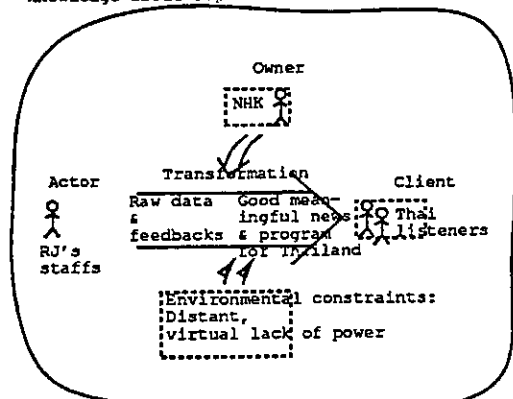 Owner
NHK
Transformation
Actor
Client
Raw data
&
feedbacks
Good mean-
ingful news
& program
for Thailand
Thai
listeners
RJ's
staffs
Environmental constraints:
Distant,
virtual lack of power